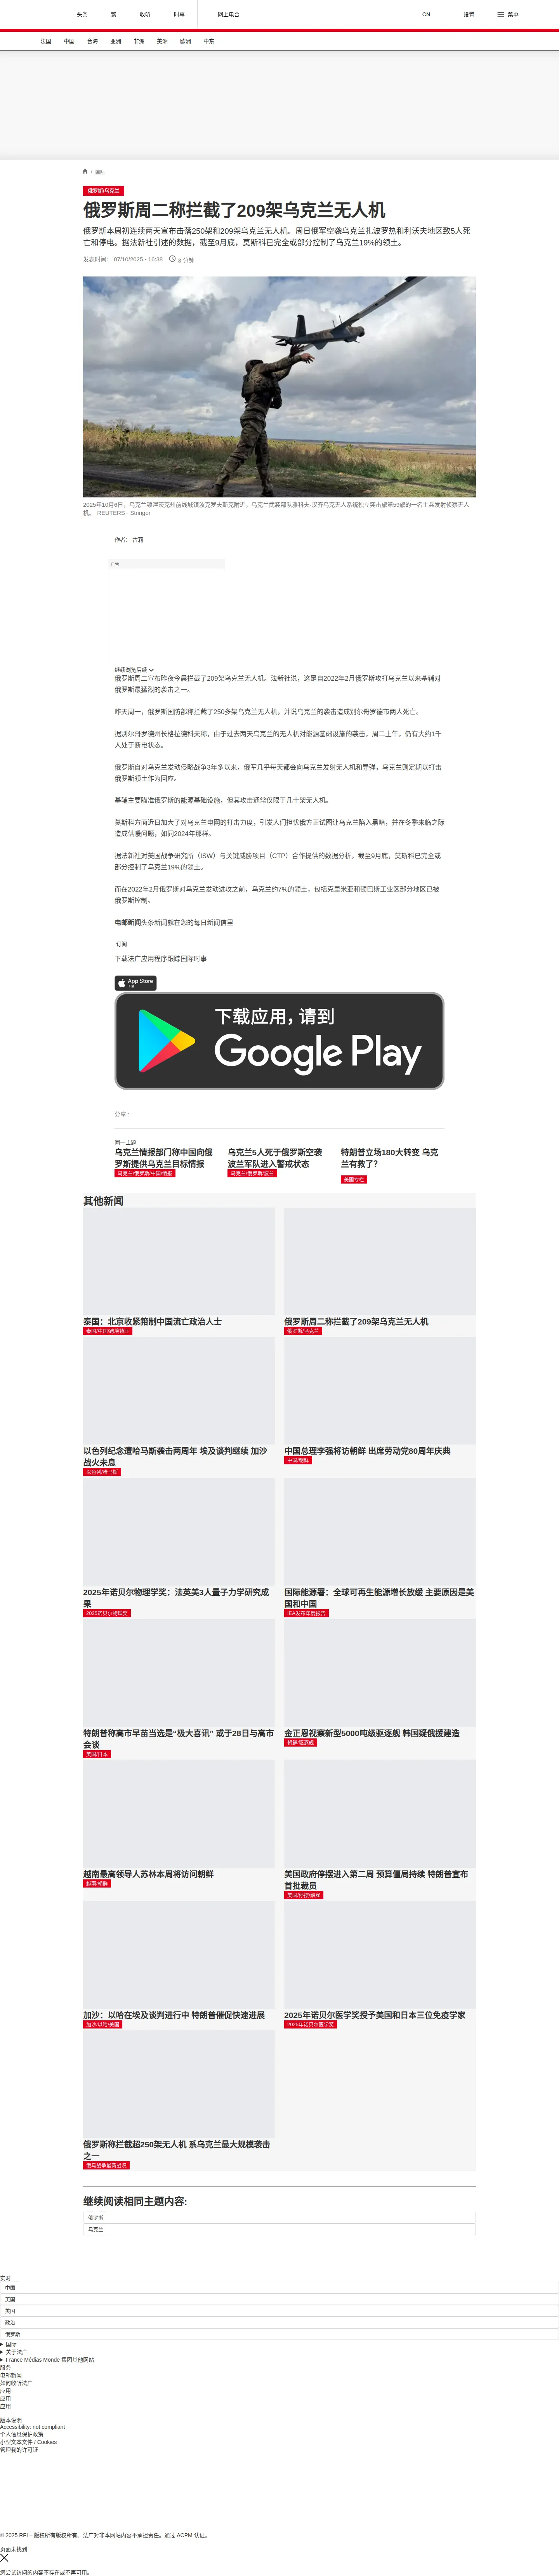 头条
繁
收听
时事
网上电台
CN
设置
菜单
法国
中国
台海
亚洲
非洲
美洲
欧洲
中东
/ 国际
俄罗斯/乌克兰
俄罗斯周二称拦截了209架乌克兰无人机
俄罗斯本周初连续两天宣布击落250架和209架乌克兰无人机。周日俄军空袭乌克兰扎波罗热和利沃夫地区致5人死
亡和停电。据法新社引述的数据，截至9月底，莫斯科已完全或部分控制了乌克兰19%的领土。
发表时间： 07/10/2025 - 16:38
3 分钟
2025年10月6日，乌克兰顿涅茨克州前线城镇波克罗夫斯克附近，乌克兰武装部队雅科夫·汉齐乌克无人系统独立突击旅第59旅的一名士兵发射侦察无人
机。 REUTERS - Stringer
作者： 古莉
广告
继续浏览后续
俄罗斯周二宣布昨夜今晨拦截了209架乌克兰无人机。法新社说，这是自2022年2月俄罗斯攻打乌克兰以来基辅对
俄罗斯最猛烈的袭击之一。
昨天周一，俄罗斯国防部称拦截了250多架乌克兰无人机，并说乌克兰的袭击造成别尔哥罗德市两人死亡。
据别尔哥罗德州长格拉德科夫称，由于过去两天乌克兰的无人机对能源基础设施的袭击，周二上午，仍有大约1千
人处于断电状态。
俄罗斯自对乌克兰发动侵略战争3年多以来，俄军几乎每天都会向乌克兰发射无人机和导弹，乌克兰则定期以打击
俄罗斯领土作为回应。
基辅主要瞄准俄罗斯的能源基础设施，但其攻击通常仅限于几十架无人机。
莫斯科方面近日加大了对乌克兰电网的打击力度，引发人们担忧俄方正试图让乌克兰陷入黑暗，并在冬季来临之际
造成供暖问题，如同2024年那样。
据法新社对美国战争研究所（ISW）与关键威胁项目（CTP）合作提供的数据分析，截至9月底，莫斯科已完全或
部分控制了乌克兰19%的领土。
而在2022年2月俄罗斯对乌克兰发动进攻之前，乌克兰约7%的领土，包括克里米亚和顿巴斯工业区部分地区已被
俄罗斯控制。
电邮新闻头条新闻就在您的每日新闻信里
订阅
下载法广应用程序跟踪国际时事
App Store
下载
下载应用，请到
Google Play
分享 :
同一主题
乌克兰情报部门称中国向俄
罗斯提供乌克兰目标情报
乌克兰/俄罗斯/中国/情报
乌克兰5人死于俄罗斯空袭
波兰军队进入警戒状态
乌克兰/俄罗斯/波兰
特朗普立场180大转变 乌克
兰有救了?
美国专栏
其他新闻
泰国：北京收紧箝制中国流亡政治人士
泰国/中国/跨境镇压
俄罗斯周二称拦截了209架乌克兰无人机
俄罗斯/乌克兰
以色列纪念遭哈马斯袭击两周年 埃及谈判继续 加沙
战火未息
以色列/哈马斯
中国总理李强将访朝鲜 出席劳动党80周年庆典
中国/朝鲜
2025年诺贝尔物理学奖：法英美3人量子力学研究成
果
2025诺贝尔物理奖
国际能源署：全球可再生能源增长放缓 主要原因是美
国和中国
IEA发布年度报告
特朗普称高市早苗当选是“极大喜讯” 或于28日与高市
会谈
美国/日本
金正恩视察新型5000吨级驱逐舰 韩国疑俄援建造
朝鲜/驱逐舰
越南最高领导人苏林本周将访问朝鲜
越南/朝鲜
美国政府停摆进入第二周 预算僵局持续 特朗普宣布
首批裁员
美国/停摆/解雇
加沙：以哈在埃及谈判进行中 特朗普催促快速进展
加沙/以哈/美国
2025年诺贝尔医学奖授予美国和日本三位免疫学家
2025年诺贝尔医学奖
俄罗斯称拦截超250架无人机 系乌克兰最大规模袭击
之一
俄乌战争最新战况
继续阅读相同主题内容:
俄罗斯
乌克兰
实时
中国
英国
美国
政治
俄罗斯
国际
关于法广
France Médias Monde 集团其他网站
服务
电邮新闻
如何收听法广
应用
应用
应用
版本说明
Accessibility: not compliant
个人信息保护政策
小型文本文件 / Cookies
管理我的许可证
© 2025 RFI – 版权所有版权所有。法广对非本网站内容不承担责任。通过 ACPM 认证。
页面未找到
您尝试访问的内容不存在或不再可用。